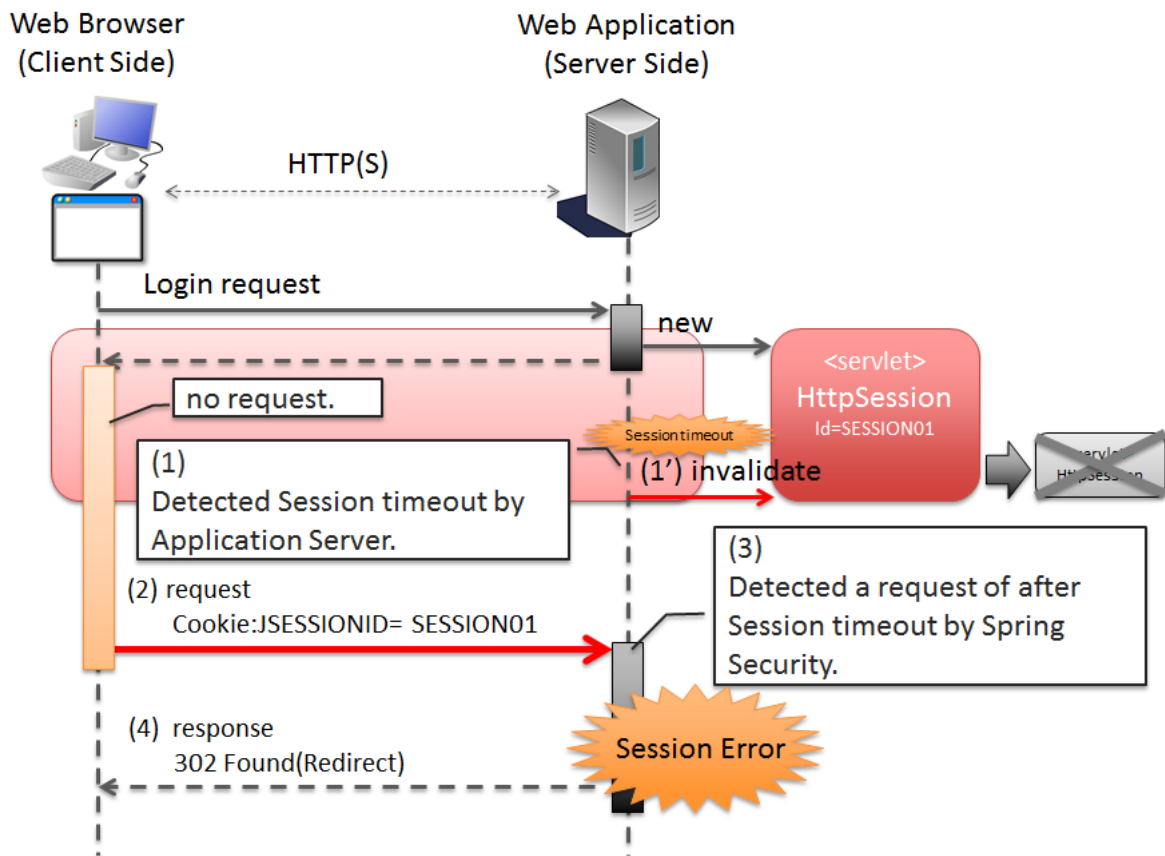 Web Browser
(Client Side)
Web Application
(Server Side)
HTTP(S)
Login request
new
<servlet>
HttpSession
Id=SESSION01
no request.
Session timeout
(1') invalidate
HttpSession
(1)
Detected Session timeout by
Application Server.
(3)
Detected a request of after
Session timeout by Spring
Security.
(2) request
Cookie:JSESSIONID= SESSION01
(4) response
302 Found(Redirect)
Session Error